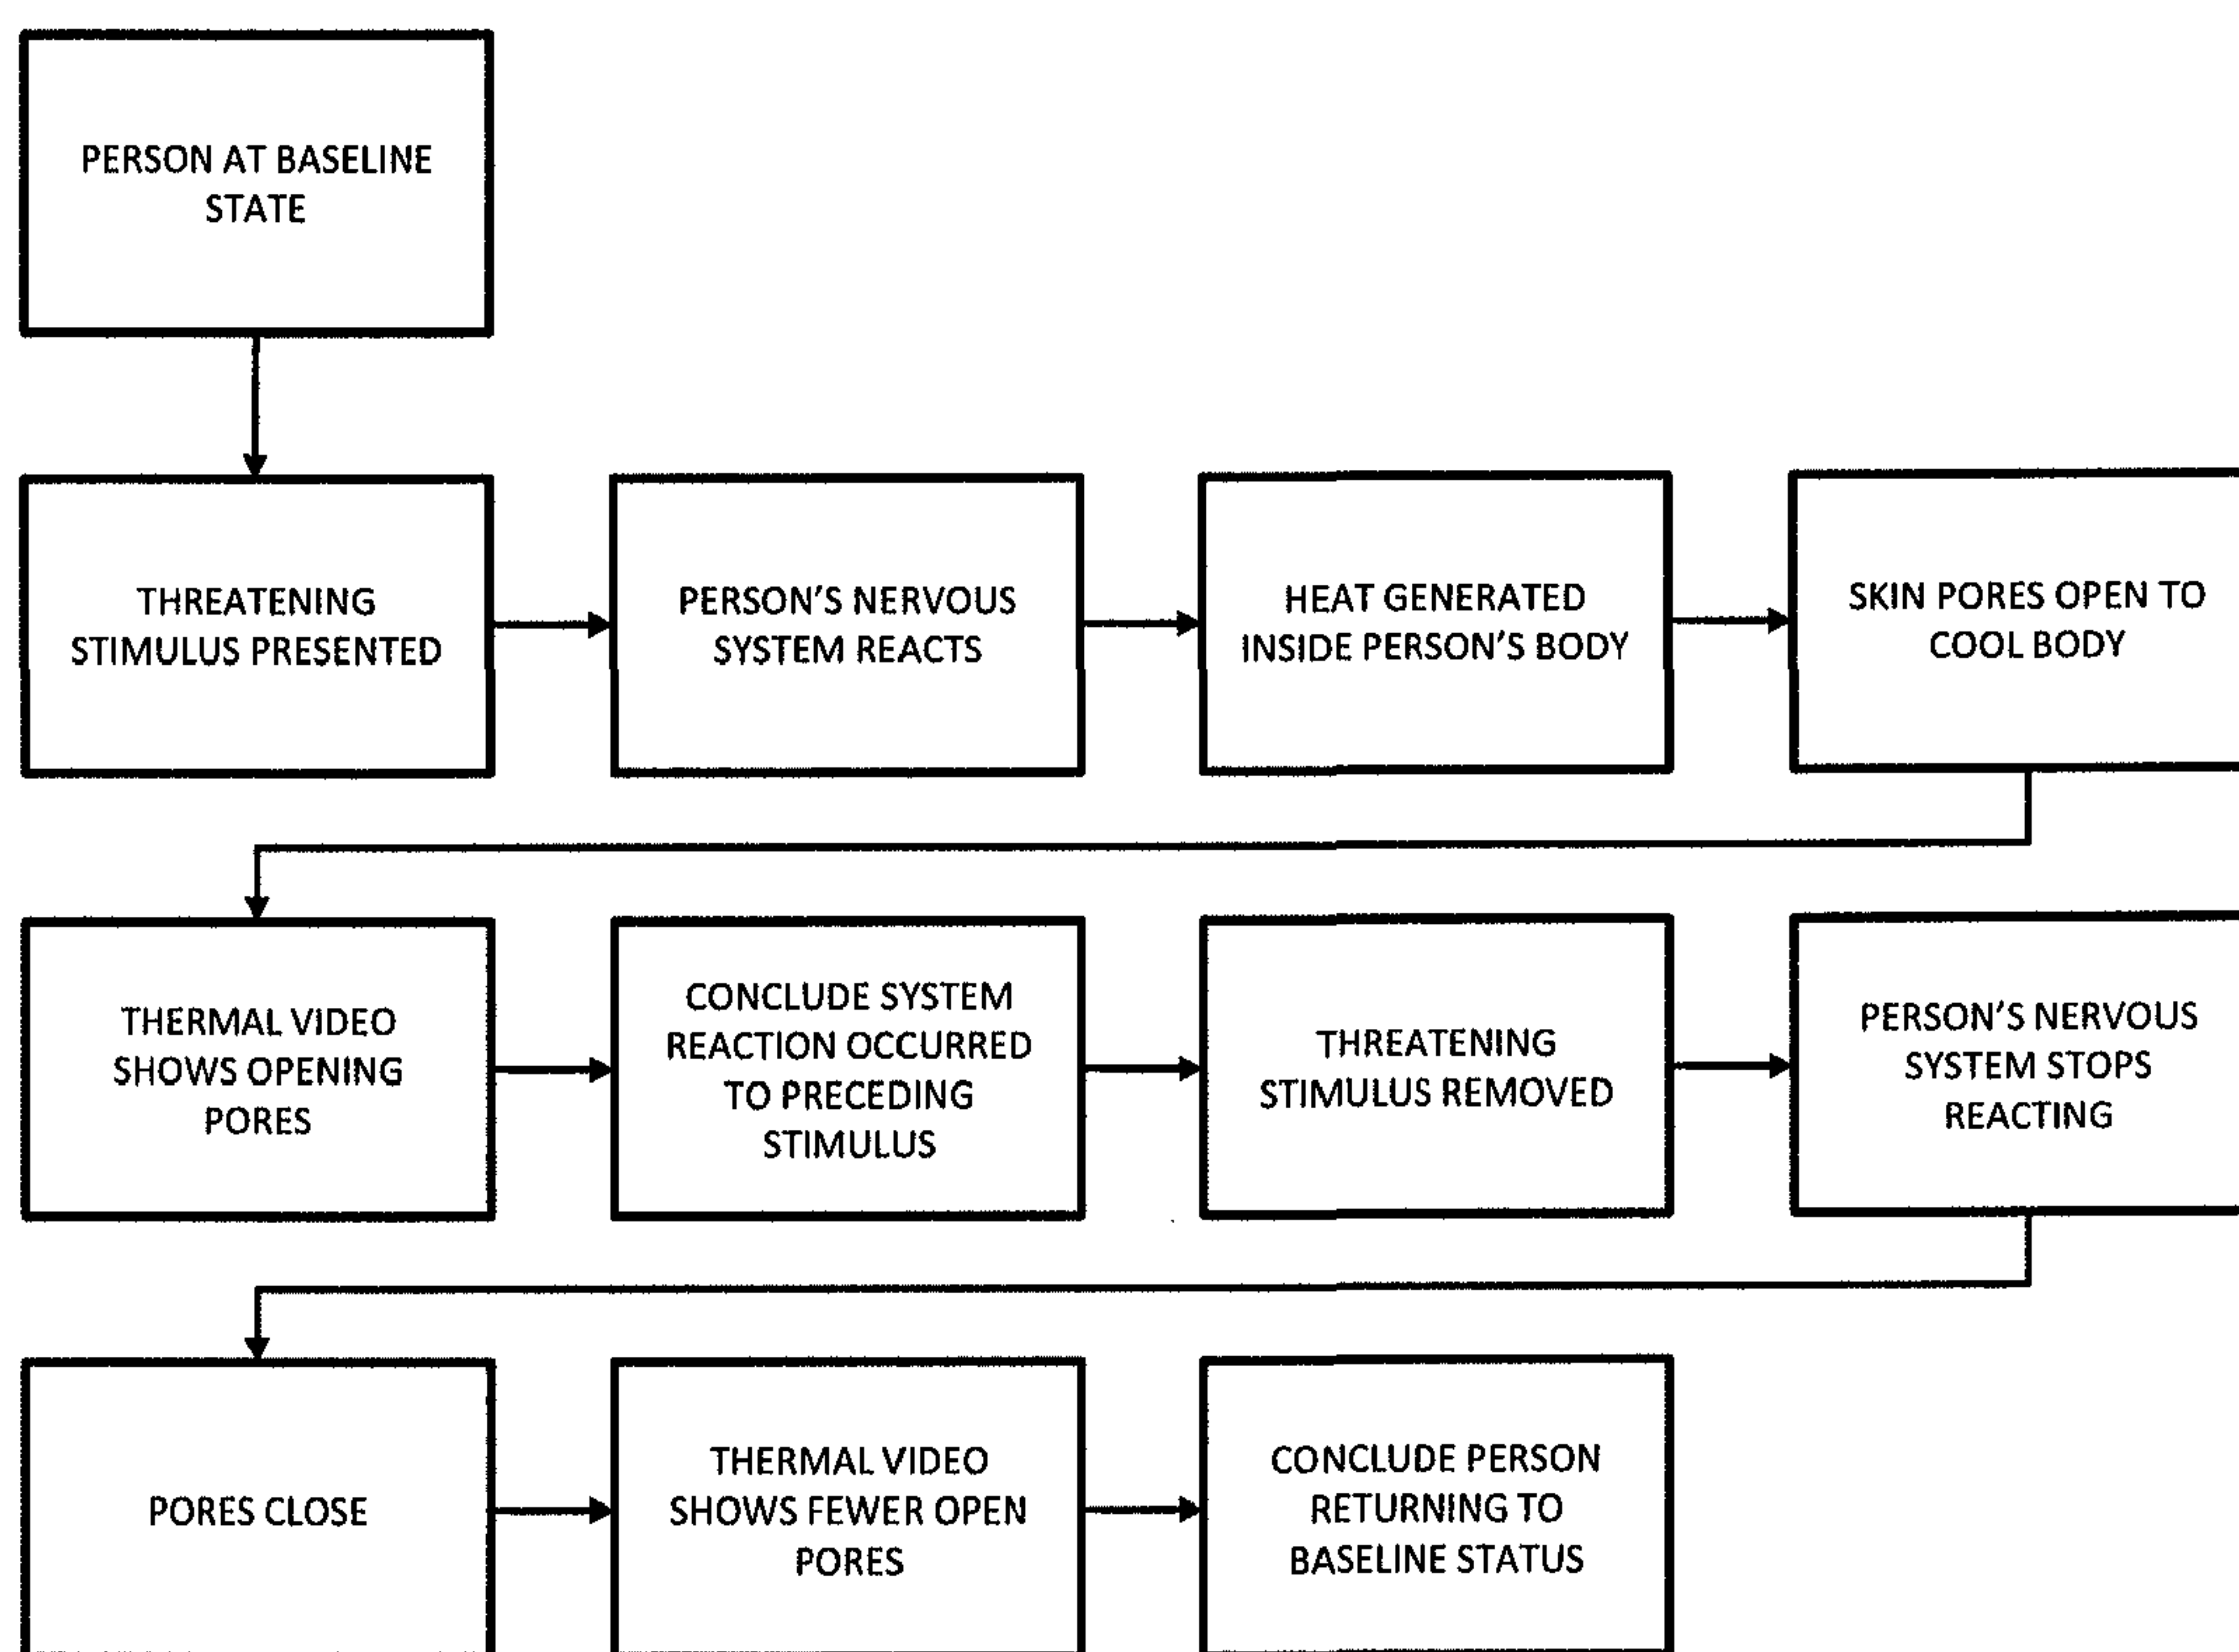 PERSON AT BASELINE
STATE
THREATENING
STIMULUS PRESENTED
PERSON'S NERVOUS
SYSTEM REACTS
HEAT GENERATED
INSIDE PERSON'S BODY
SKIN PORES OPEN TO
COOL BODY
THERMAL VIDEO
SHOWS OPENING
PORES
CONCLUDE SYSTEM
REACTION OCCURRED
TO PRECEDING
STIMULUS
THREATENING
STIMULUS REMOVED
PERSON'S NERVOUS
SYSTEM STOPS
REACTING
PORES CLOSE
THERMAL VIDEO
SHOWS FEWER OPEN
PORES
CONCLUDE PERSON
RETURNING TO
BASELINE STATUS